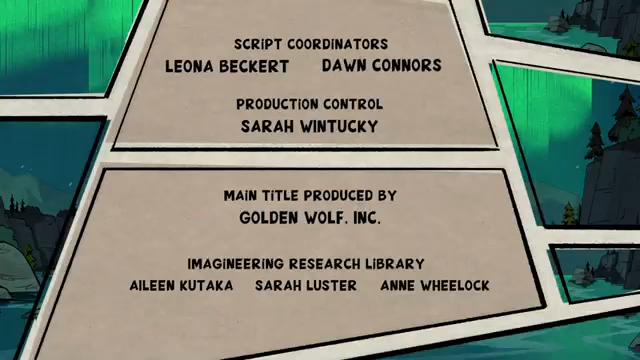 SCRIPT COORDINATORS
LEONA BECKERT DAWN CONNORS
PRODUCTION CONTROL
SARAH WINTUCKY
MAIN TITLE PRODUCED BY
GOLDEN WOLF, INC.
IMAGINEERING RESEARCH LIBRARY
AILEEN KUTAKA SARAH LUSTER ANNE WHEELOCK